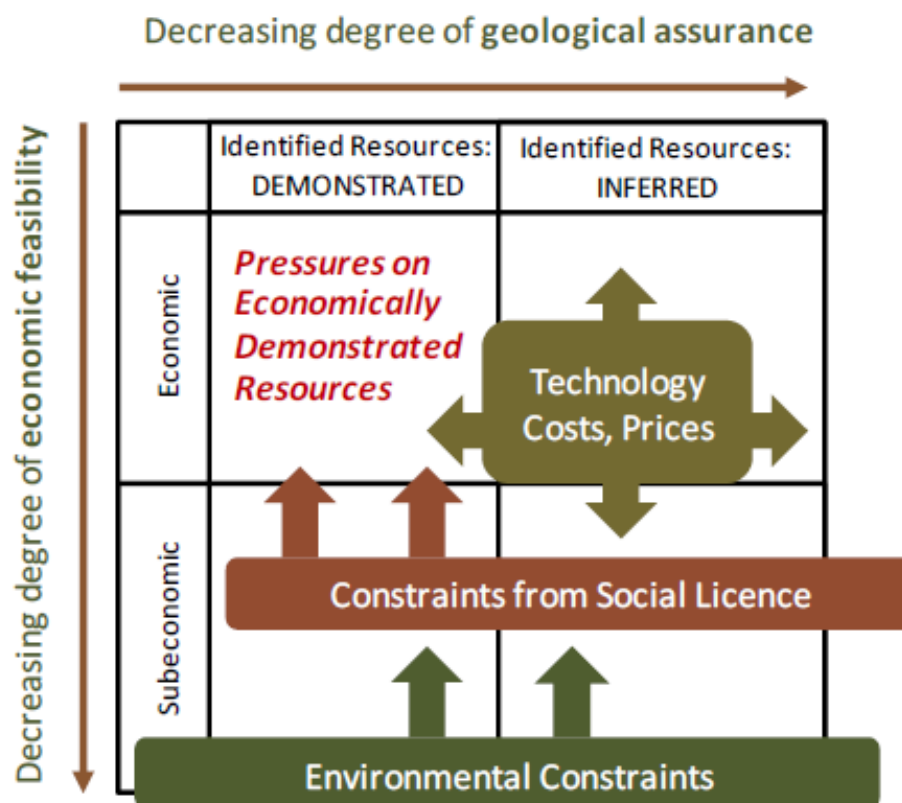 Decreasing degree of geological assurance
Decreasing degree of economic feasibility
Identified Resources:
DEMONSTRATED
Identified Resources:
INFERRED
Economic
Pressures on
Economically
Demonstrated
Resources
Technology
Costs, Prices
Subeconomic
Constraints from Social Licence
Environmental Constraints